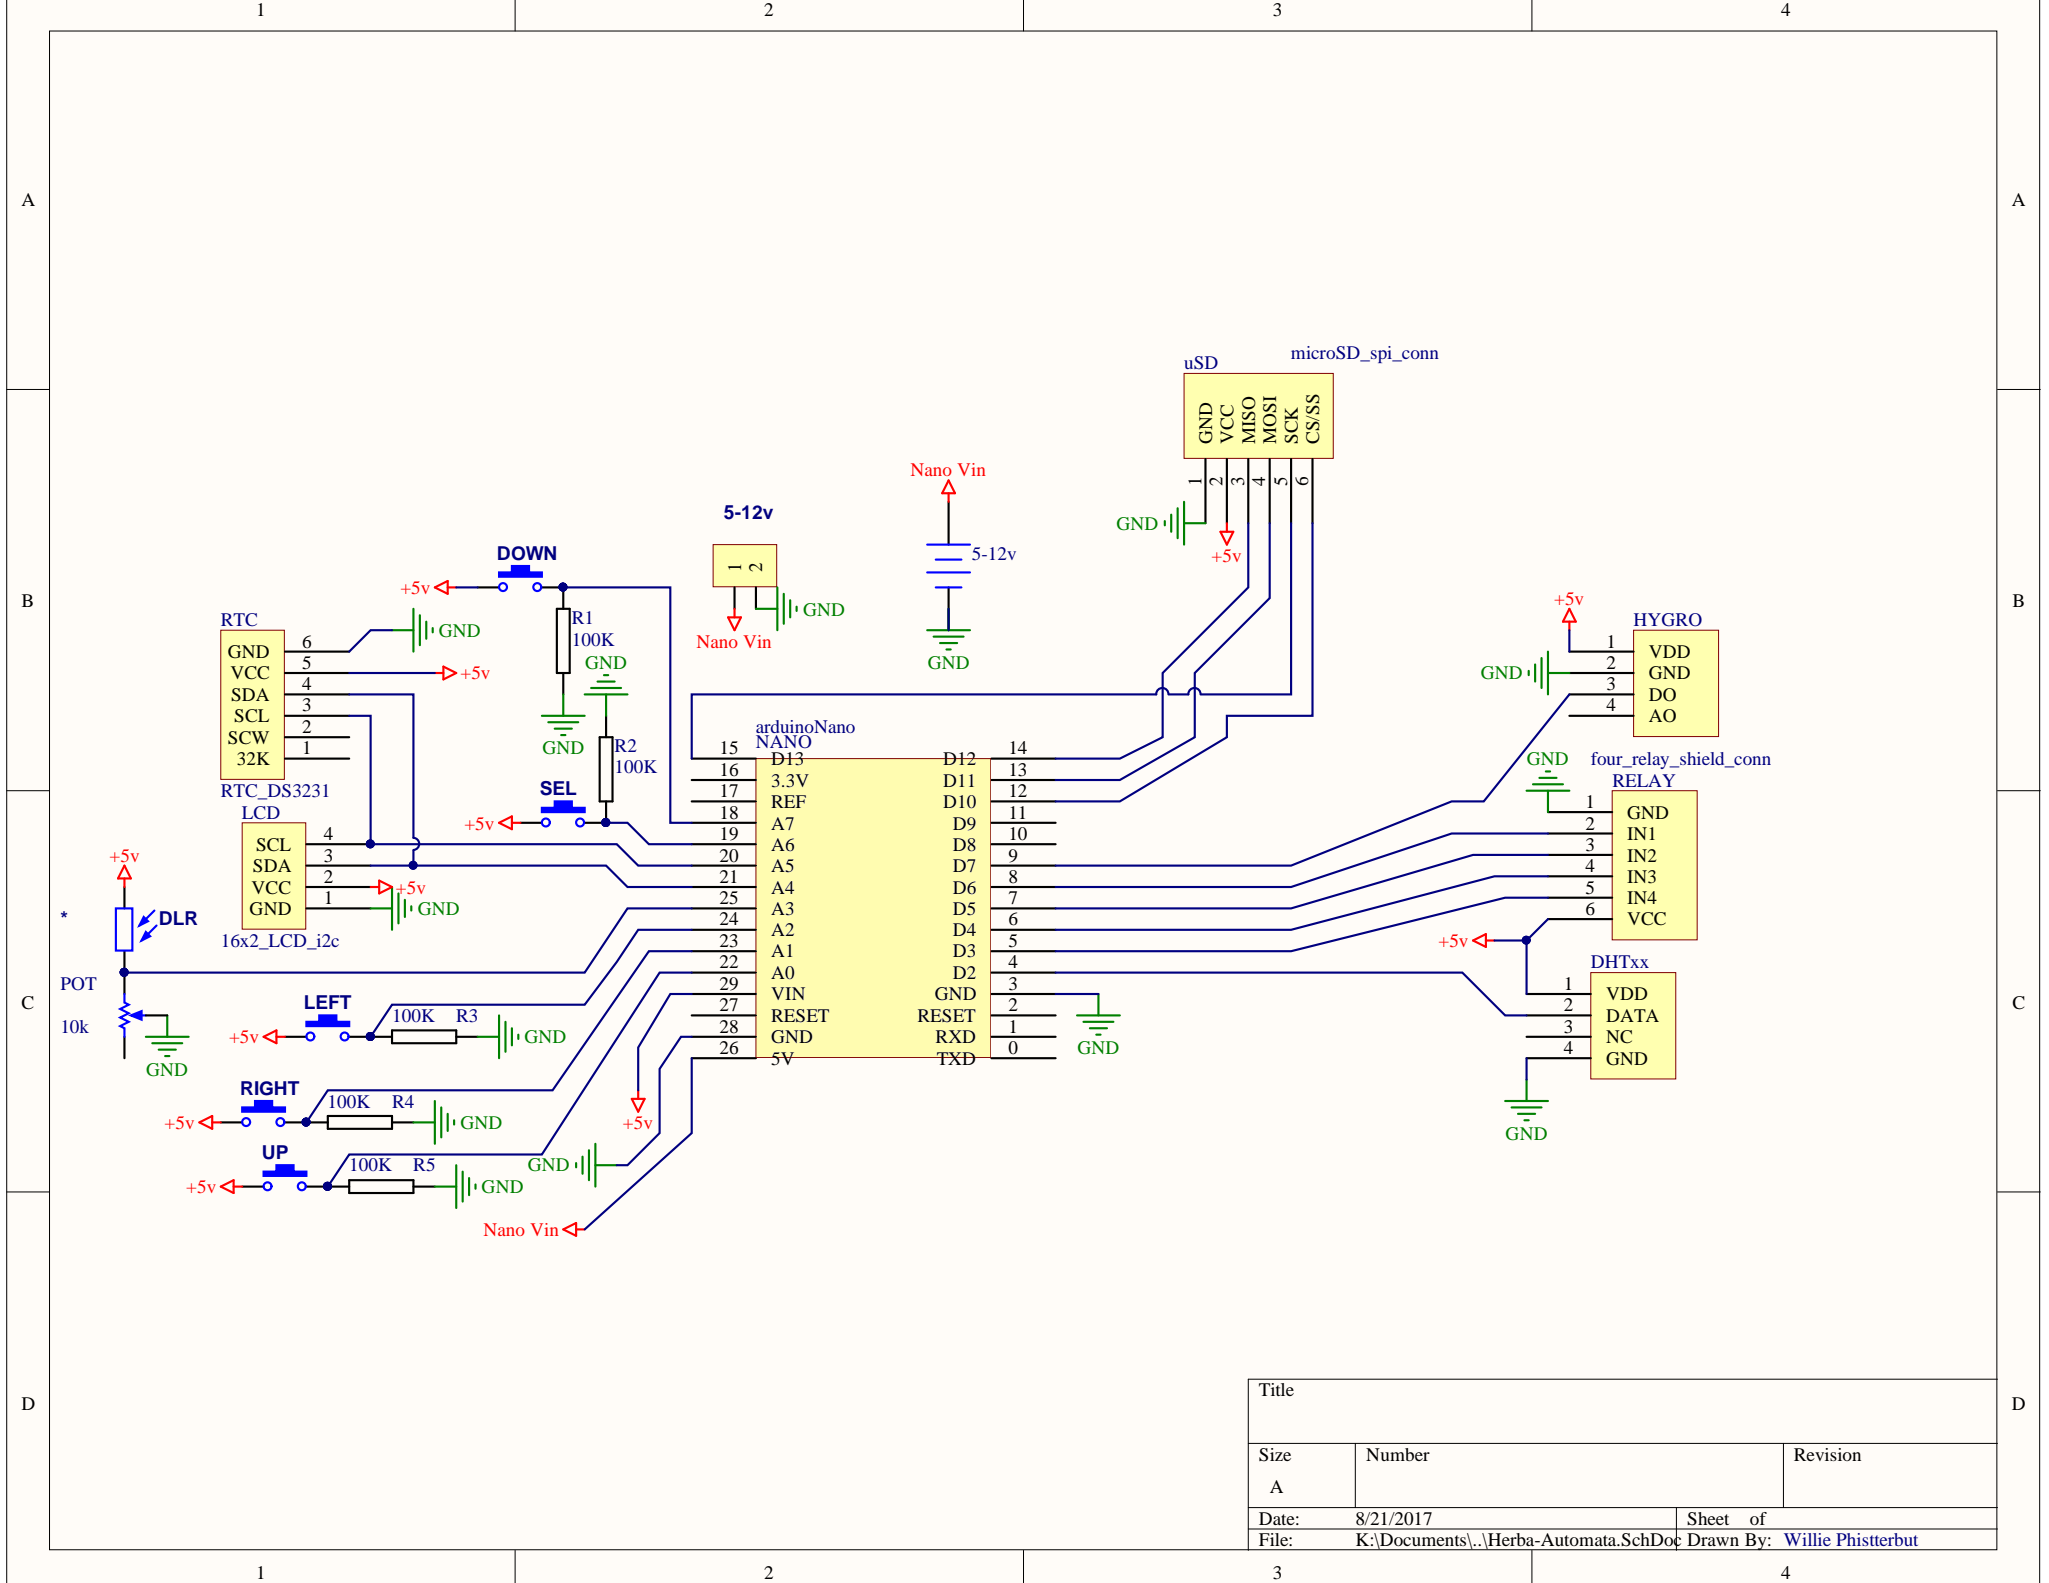 1 2 3 4
A A
B B
C C
D D
1 2 3 4
uSD microSD_spi_conn
GND
VCC
MISO
MOSI
SCK
CS/SS
1 2 3 4 5 6
GND
+5v
Nano Vin
5-12v
GND
5-12v
1 2
GND
Nano Vin
DOWN
+5v
R1
100K
GND
GND
R2
100K
SEL
+5v
RTC
GND 6
VCC 5
SDA 4
SCL 3
SCW 2
32K 1
RTC_DS3231
GND
+5v
LCD
SCL 4
SDA 3
VCC 2
GND 1
16x2_LCD_i2c
+5v
GND
+5v
*
DLR
POT
10k
GND
LEFT
+5v
100K R3
GND
RIGHT
+5v
100K R4
GND
UP
+5v
100K R5
GND
arduinoNano
NANO
15 D13 D12 14
16 3.3V D11 13
17 REF D10 12
18 A7 D9 11
19 A6 D8 10
20 A5 D7 9
21 A4 D6 8
25 A3 D5 7
24 A2 D4 6
23 A1 D3 5
22 A0 D2 4
29 VIN GND 3
27 RESET RESET 2
28 GND RXD 1
26 5V TXD 0
+5v
GND
Nano Vin
GND
+5v
HYGRO
1 VDD
2 GND
3 DO
4 AO
GND
GND
four_relay_shield_conn
RELAY
1 GND
2 IN1
3 IN2
4 IN3
5 IN4
6 VCC
+5v
DHTxx
1 VDD
2 DATA
3 NC
4 GND
GND
Title
Size Number Revision
A
Date: 8/21/2017 Sheet of
File: K:\Documents\..\Herba-Automata.SchDoc Drawn By: Willie Phistterbut